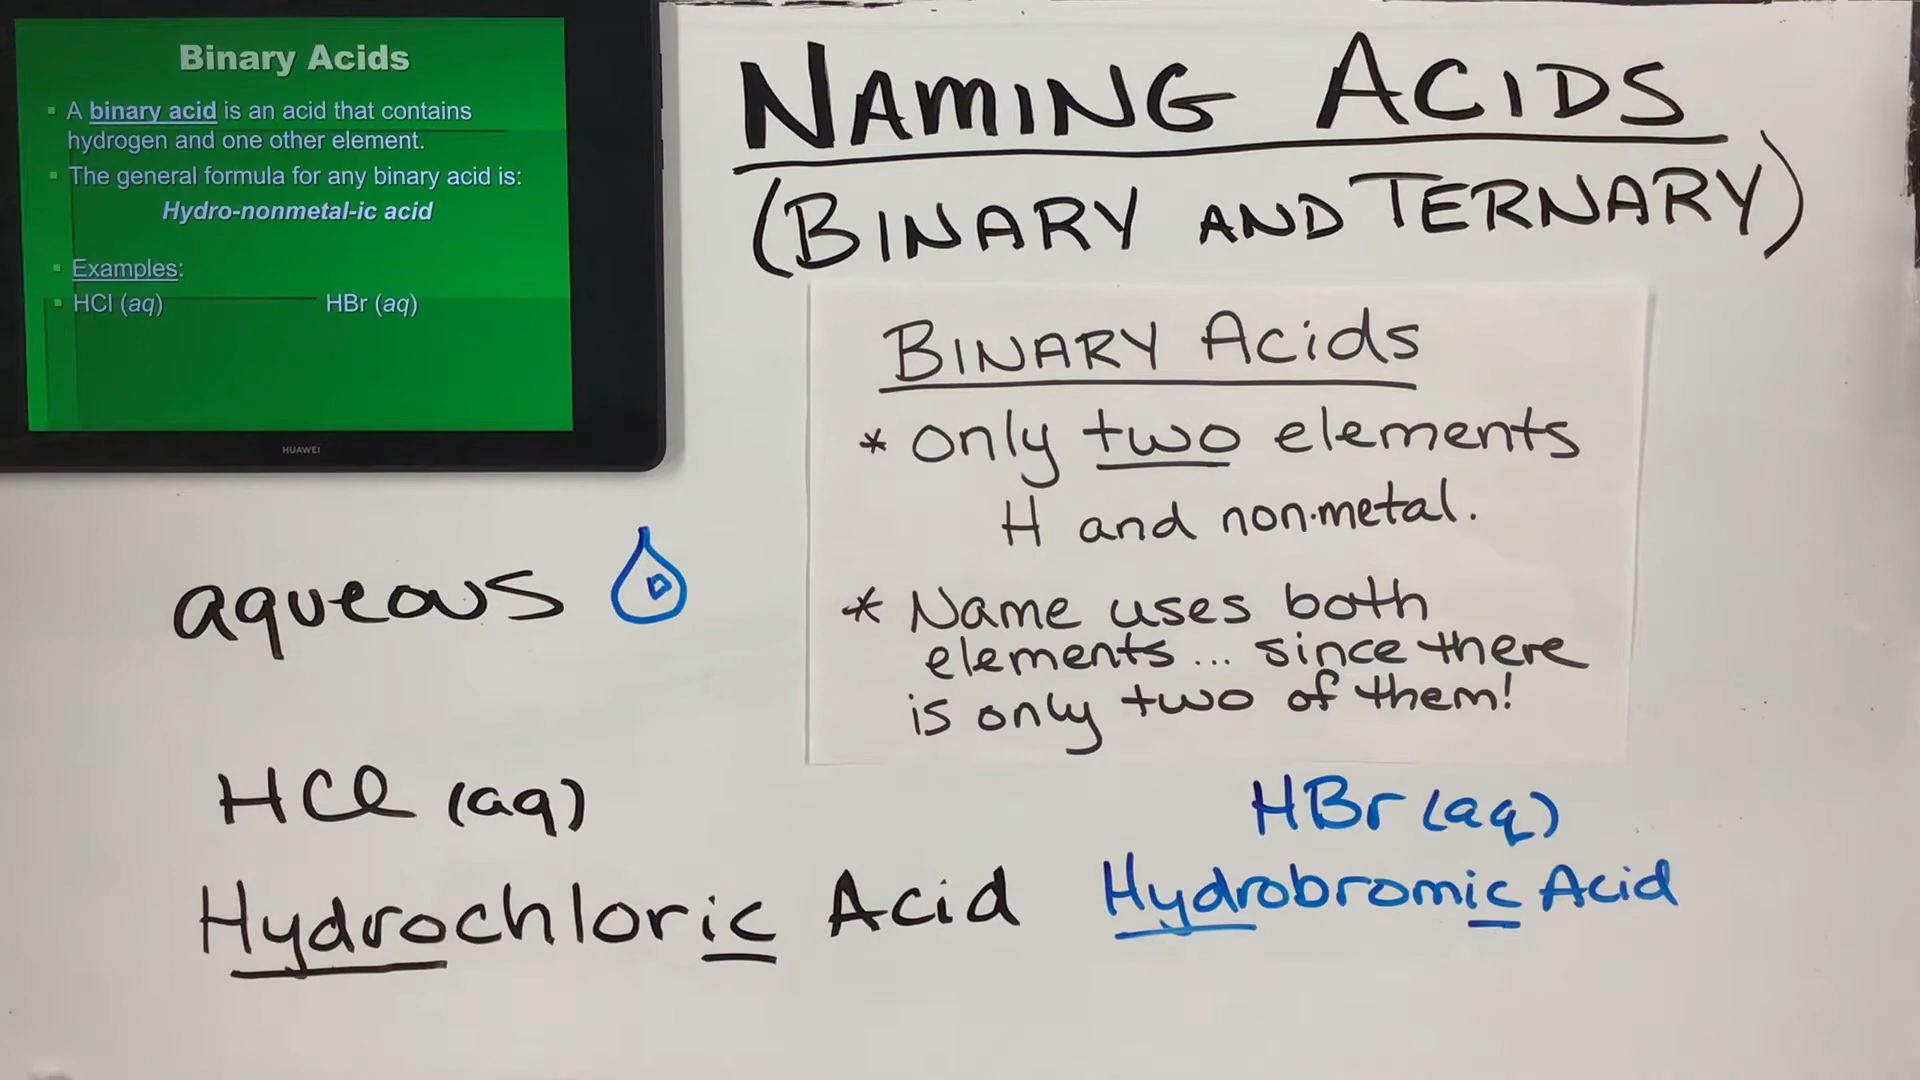 Binary Acids
▪ A binary acid is an acid that contains
hydrogen and one other element.
▪ The general formula for any binary acid is:
Hydro-nonmetal-ic acid
▪ Examples:
▪ HCl (aq) HBr (aq)
HUAWEI
NAMING ACIDS
(BINARY AND TERNARY)
BINARY Acids
* only two elements
H and non-metal.
* Name uses both
elements... since there
is only two of them!
aqueous
HCl (aq)
Hydrochloric Acid
HBr (aq)
Hydrobromic Acid